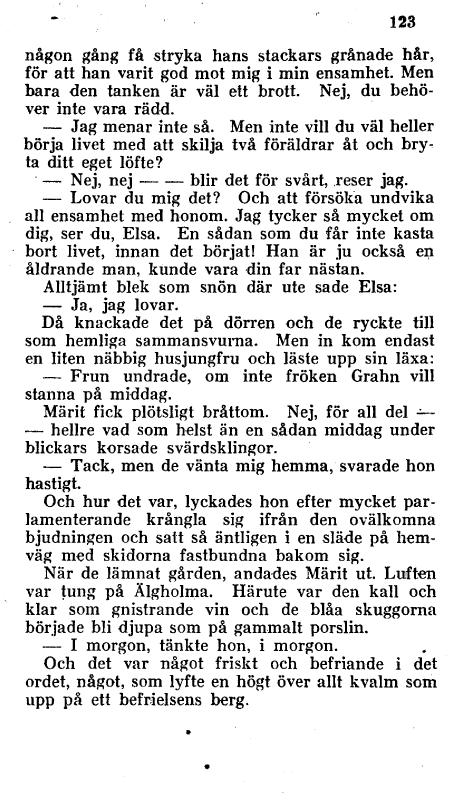 123
någon gång få stryka hans stackars grånade hår,
för att han varit god mot mig i min ensamhet. Men
bara den tanken är väl ett brott. Nej, du behö-
ver inte vara rädd.
— Jag menar inte så. Men inte vill du väl heller
börja livet med att skilja två föräldrar åt och bry-
ta ditt eget löfte?
— Nej, nej — — blir det för svårt, reser jag.
— Lovar du mig det? Och att försöka undvika
all ensamhet med honom. Jag tycker så mycket om
dig, ser du, Elsa. En sådan som du får inte kasta
bort livet, innan det börjat! Han är ju också en
åldrande man, kunde vara din far nästan.
Alltjämt blek som snön där ute sade Elsa:
— Ja, jag lovar.
Då knackade det på dörren och de ryckte till
som hemliga sammansvurna. Men in kom endast
en liten näbbig husjungfru och läste upp sin läxa:
— Frun undrade, om inte fröken Grahn vill
stanna på middag.
Märit fick plötsligt bråttom. Nej, för all del —
— hellre vad som helst än en sådan middag under
blickars korsade svärdsklingor.
— Tack, men de vänta mig hemma, svarade hon
hastigt.
Och hur det var, lyckades hon efter mycket par-
lamenterande krångla sig ifrån den ovälkomna
bjudningen och satt så äntligen i en släde på hem-
väg med skidorna fastbundna bakom sig.
När de lämnat gården, andades Märit ut. Luften
var tung på Älgholma. Härute var den kall och
klar som gnistrande vin och de blåa skuggorna
började bli djupa som på gammalt porslin.
— I morgon, tänkte hon, i morgon.
Och det var något friskt och befriande i det
ordet, något, som lyfte en högt över allt kvalm som
upp på ett befrielsens berg.